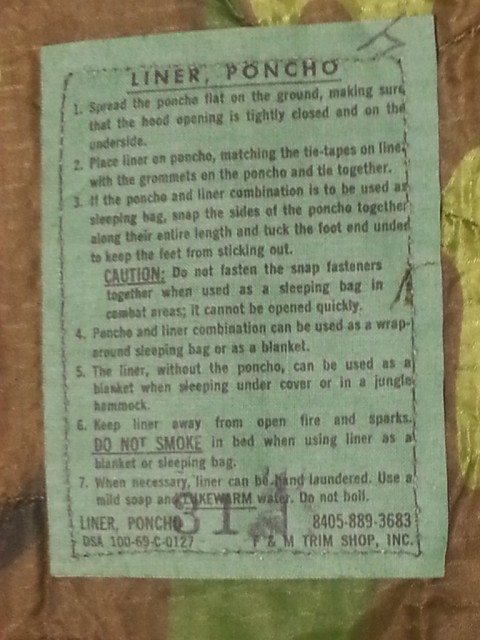 LINER, PONCHO
1. Spread the poncho flat on the ground, making sure
that the hood opening is tightly closed and on the
underside.
2. Place liner on poncho, matching the tie-tapes on line
with the grommets on the poncho and tie together.
3. If the poncho and liner combination is to be used as
sleeping bag, snap the sides of the poncho together
along their entire length and tuck the foot end under
to keep the feet from sticking out.
CAUTION: Do not fasten the snap fasteners
together when used as a sleeping bag in
combat areas; it cannot be opened quickly.
4. Poncho and liner combination can be used as a wrap-
around sleeping bag or as a blanket.
5. The liner, without the poncho, can be used as a
blanket when sleeping under cover or in a jungle
hammock.
6. Keep liner away from open fire and sparks.
DO NOT SMOKE in bed when using liner as a
blanket or sleeping bag.
7. When necessary, liner can be hand laundered. Use a
mild soap and LUKEWARM water. Do not boil.
LINER, PONCHO 8405-889-3683
DSA 100-69-C-0127 F & M TRIM SHOP, INC.